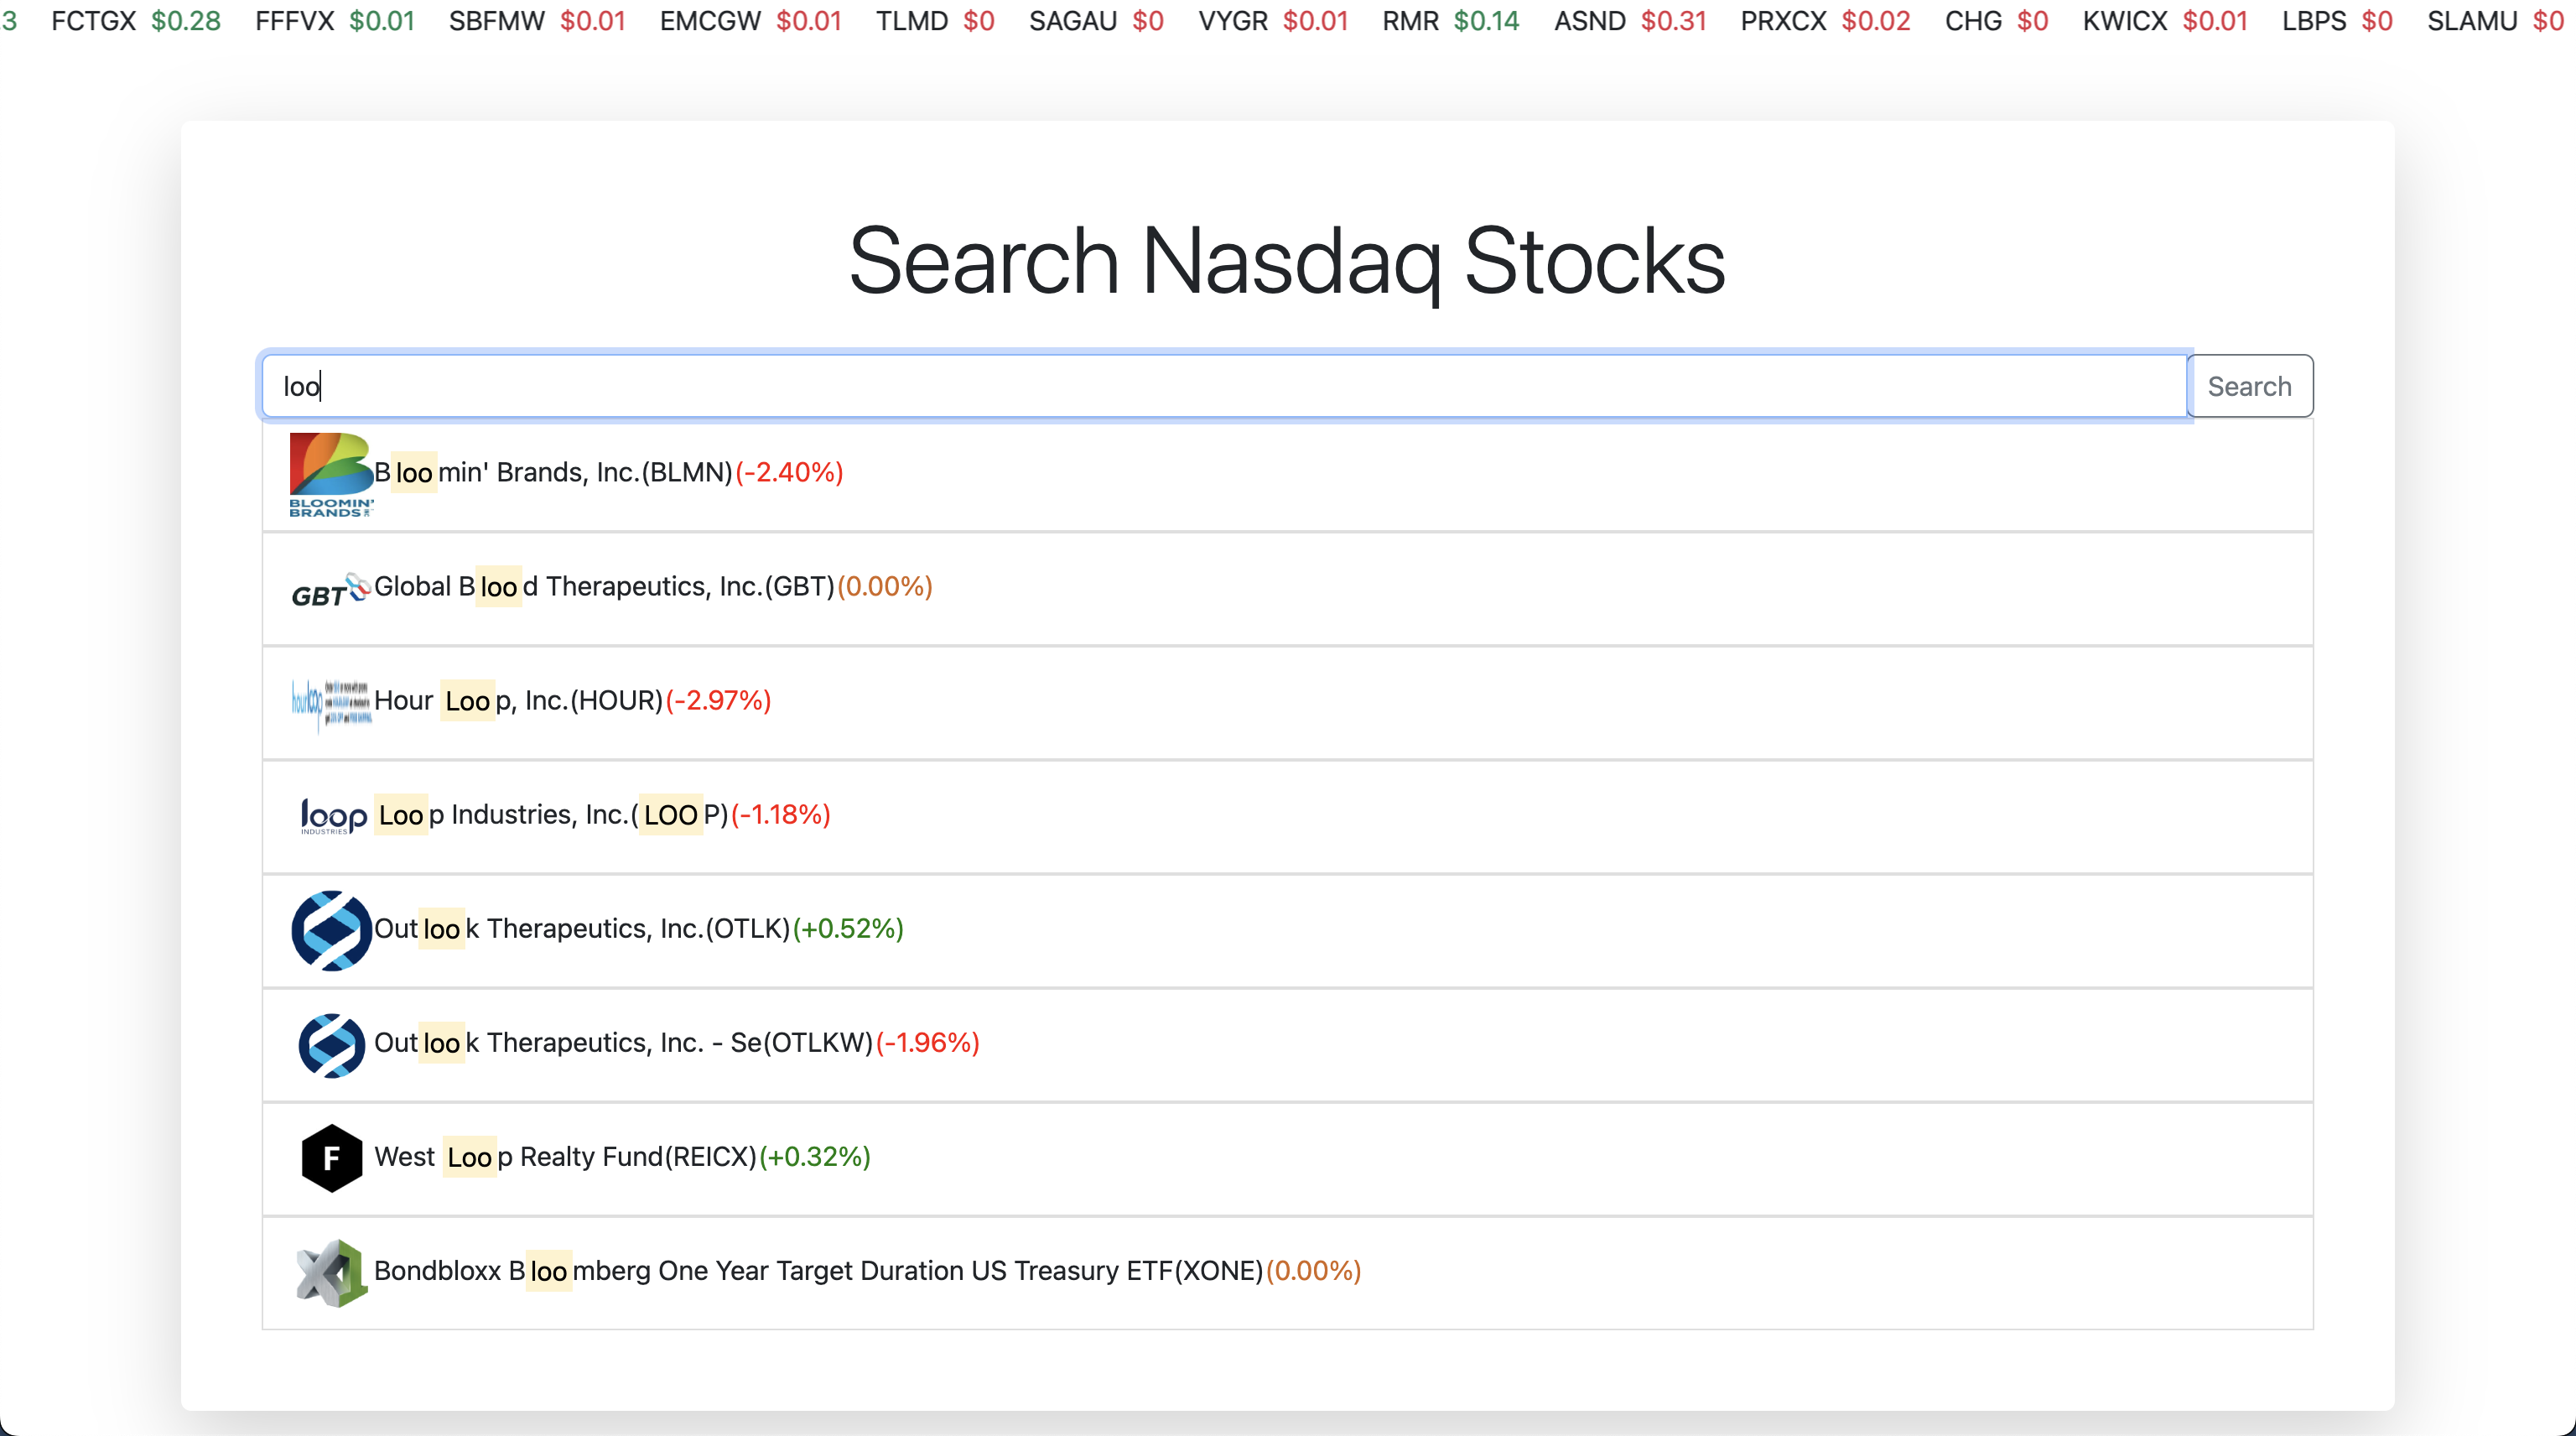 3 FCTGX $0.28 FFFVX $0.01 SBFMW $0.01 EMCGW $0.01 TLMD $0 SAGAU $0 VYGR $0.01 RMR $0.14 ASND $0.31 PRXCX $0.02 CHG $0 KWICX $0.01 LBPS $0 SLAMU $0
Search Nasdaq Stocks
loo Search
Bloomin' Brands, Inc.(BLMN)(-2.40%)
BLOOMIN'
BRANDS
GBT Global Blood Therapeutics, Inc.(GBT)(0.00%)
hourloop Hour Loop, Inc.(HOUR)(-2.97%)
loop Loop Industries, Inc.(LOOP)(-1.18%)
INDUSTRIES
Outlook Therapeutics, Inc.(OTLK)(+0.52%)
Outlook Therapeutics, Inc. - Se(OTLKW)(-1.96%)
F West Loop Realty Fund(REICX)(+0.32%)
X1 Bondbloxx Bloomberg One Year Target Duration US Treasury ETF(XONE)(0.00%)